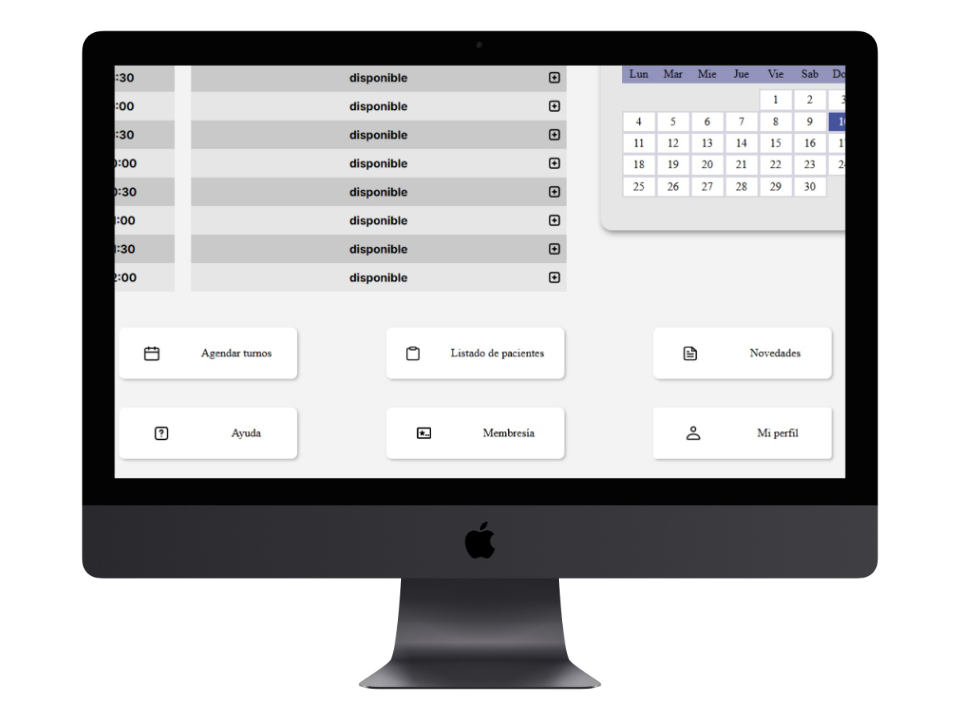 :30 disponible
:00 disponible
:30 disponible
:00 disponible
:30 disponible
:00 disponible
:30 disponible
:00 disponible
Lun Mar Mie Jue Vie Sab Do
1 2 3
4 5 6 7 8 9 10
11 12 13 14 15 16 1
18 19 20 21 22 23 2
25 26 27 28 29 30
Agendar turnos
Listado de pacientes
Novedades
Ayuda
Membresía
Mi perfil